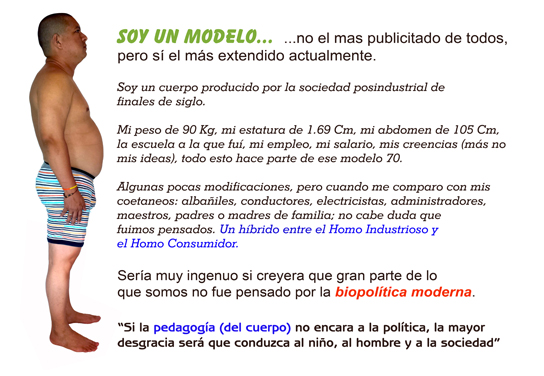 SOY UN MODELO... ...no el mas publicitado de todos,
pero sí el más extendido actualmente.
Soy un cuerpo producido por la sociedad posindustrial de
finales de siglo.
Mi peso de 90 Kg, mi estatura de 1.69 Cm, mi abdomen de 105 Cm,
la escuela a la que fuí, mi empleo, mi salario, mis creencias (más no
mis ideas), todo esto hace parte de ese modelo 70.
Algunas pocas modificaciones, pero cuando me comparo con mis
coetaneos: albañiles, conductores, electricistas, administradores,
maestros, padres o madres de familia; no cabe duda que
fuimos pensados. Un híbrido entre el Homo Industrioso y
el Homo Consumidor.
Sería muy ingenuo si creyera que gran parte de lo
que somos no fue pensado por la biopolítica moderna.
“Si la pedagogía (del cuerpo) no encara a la política, la mayor
desgracia será que conduzca al niño, al hombre y a la sociedad”